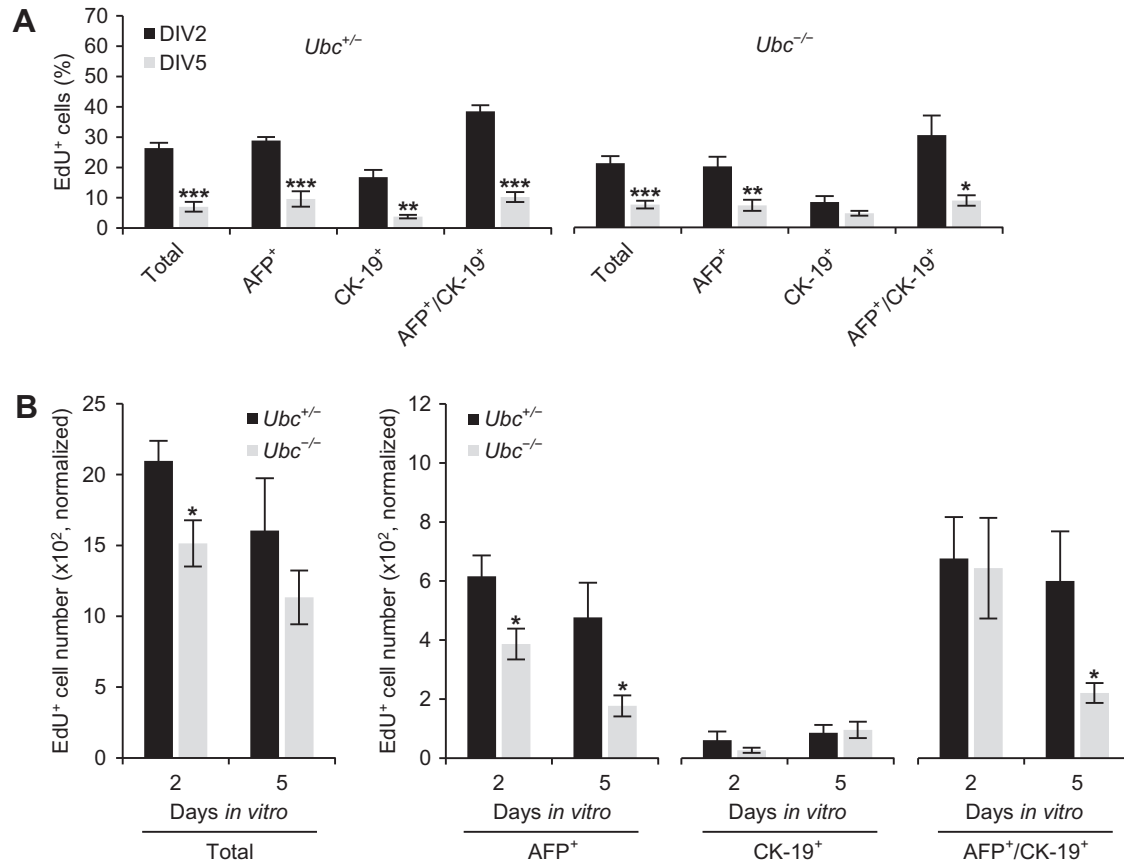 A
EdU⁺ cells (%)
70
60
50
40
30
20
10
0
DIV2
DIV5
Ubc⁺/⁻
Ubc⁻/⁻
*** *** ** *** *** ** *
Total AFP⁺ CK-19⁺ AFP⁺/CK-19⁺ Total AFP⁺ CK-19⁺ AFP⁺/CK-19⁺
B
EdU⁺ cell number (x10², normalized)
25
20
15
10
5
0
Ubc⁺/⁻
Ubc⁻/⁻
*
2 5
Days in vitro
Total
EdU⁺ cell number (x10², normalized)
12
10
8
6
4
2
0
Ubc⁺/⁻
Ubc⁻/⁻
* *
2 5
Days in vitro
AFP⁺
2 5
Days in vitro
CK-19⁺
*
2 5
Days in vitro
AFP⁺/CK-19⁺